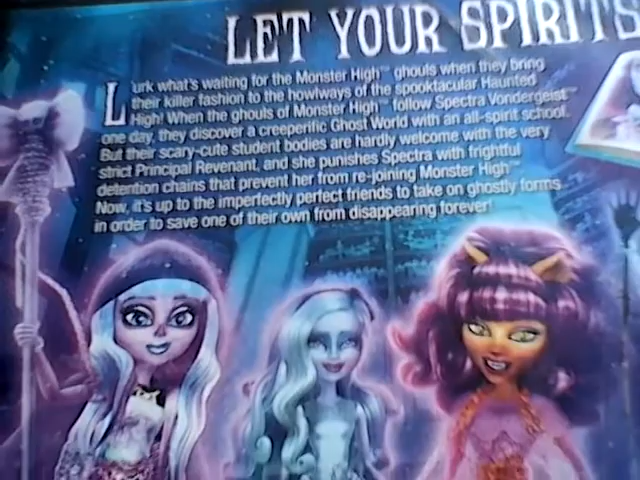 LET YOUR SPIRITS
Lurk what's waiting for the Monster High™ ghouls when they bring
their killer fashion to the howlways of the spooktacular Haunted
High! When the ghouls of Monster High™ follow Spectra Vondergeist™
one day, they discover a creeperific Ghost World with an all-spirit school.
But their scary-cute student bodies are hardly welcome with the very
strict Principal Revenant, and she punishes Spectra with frightful
detention chains that prevent her from re-joining Monster High™
Now, it's up to the imperfectly perfect friends to take on ghostly forms
in order to save one of their own from disappearing forever!